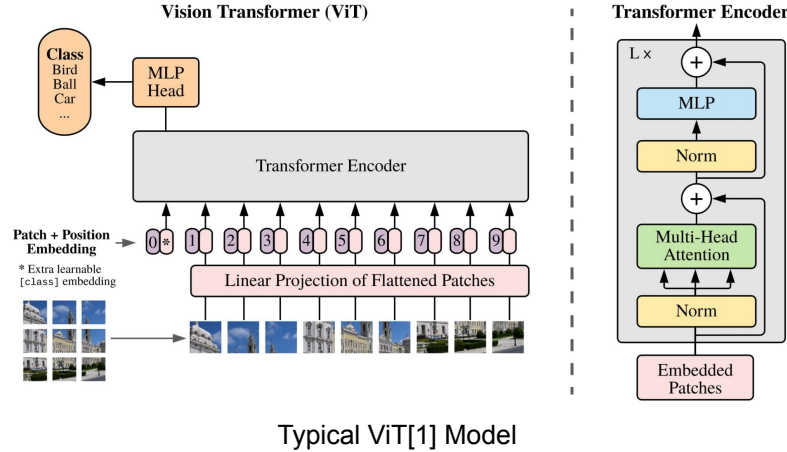 Vision Transformer (ViT)
Transformer Encoder
Class
Bird
Ball
Car
...
MLP
Head
Transformer Encoder
Patch + Position
Embedding
0 * 1 2 3 4 5 6 7 8 9
* Extra learnable
[class] embedding
Linear Projection of Flattened Patches
L x
+
MLP
Norm
+
Multi-Head
Attention
Norm
Embedded
Patches
Typical ViT[1] Model